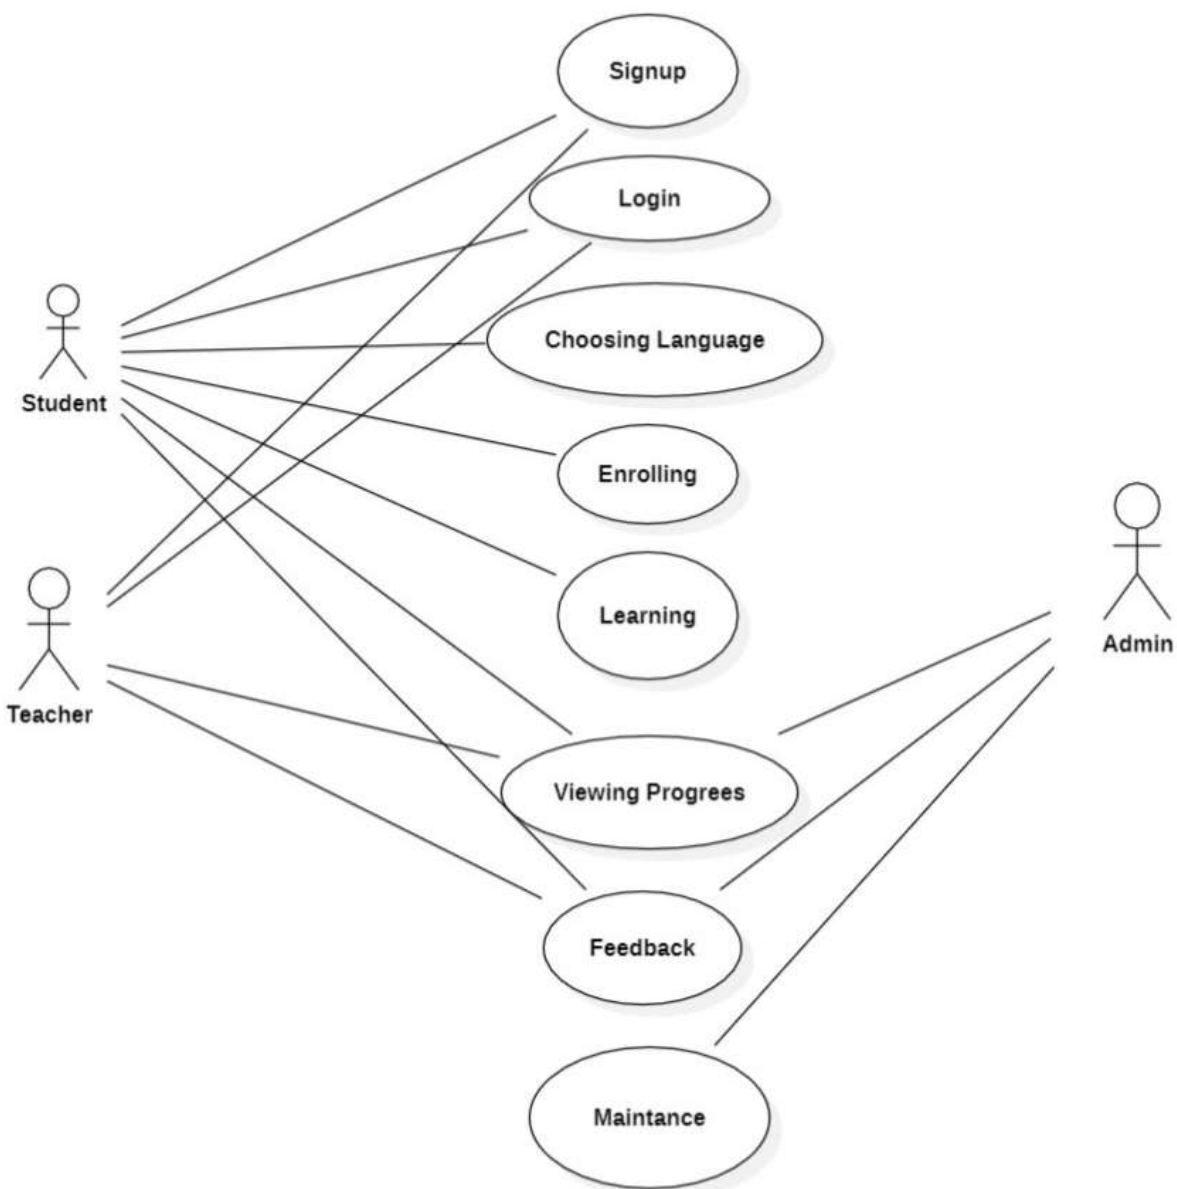 Signup
Login
Choosing Language
Student
Enrolling
Learning
Admin
Teacher
Viewing Progrees
Feedback
Maintance